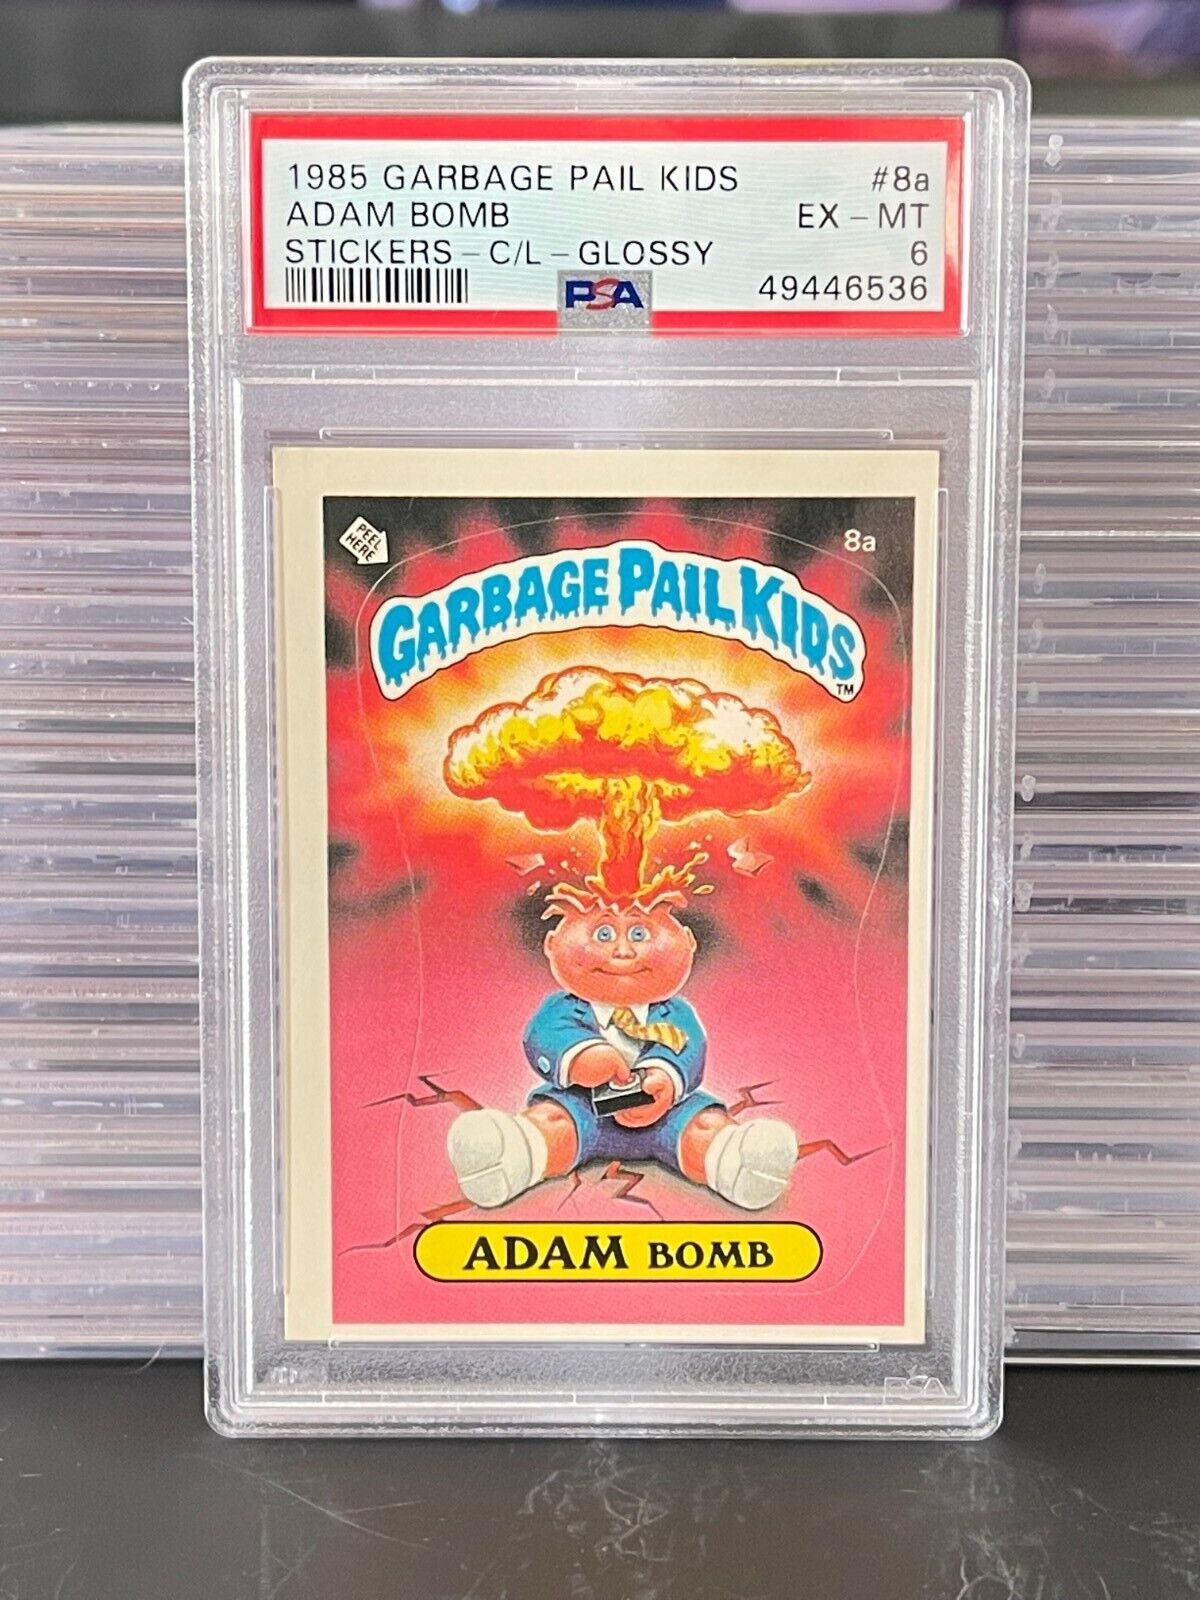 1985 GARBAGE PAIL KIDS #8a
ADAM BOMB EX – MT
STICKERS – C/L – GLOSSY 6
PSA 49446536
PEEL
HERE
8a
GARBAGE PAIL KIDS
TM
ADAM BOMB
PSA